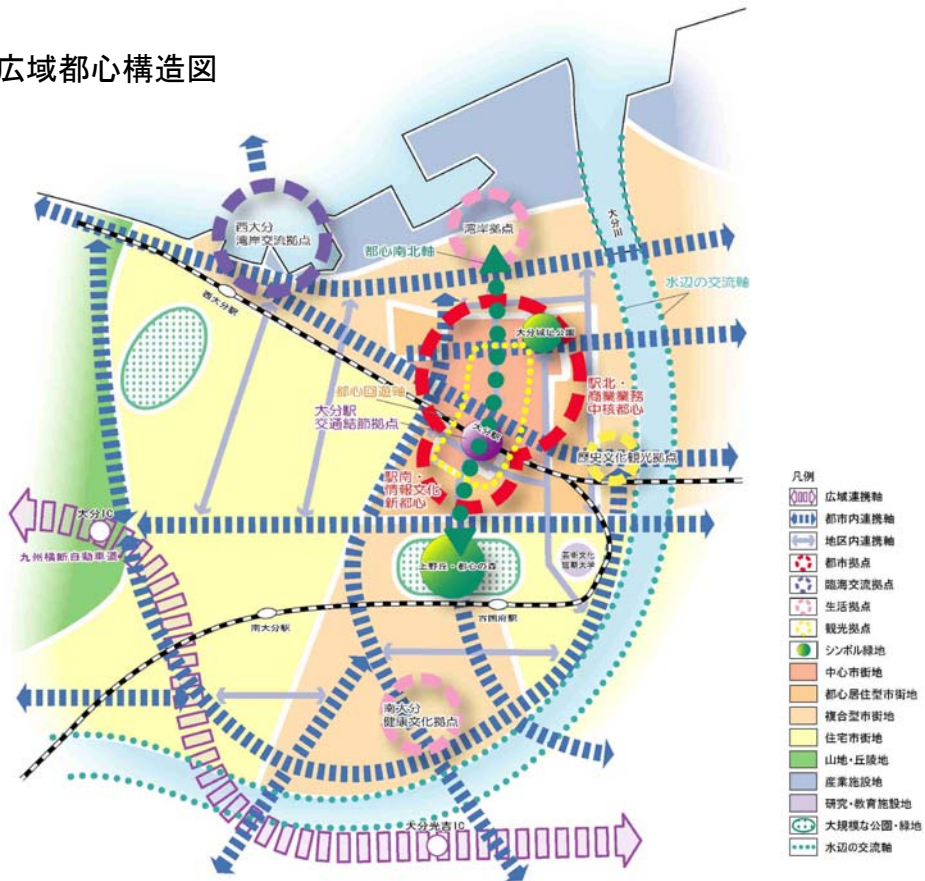 広域都心構造図
大分川
西大分
湾岸交流拠点
湾岸拠点
都心南北軸
水辺の交流軸
西大分駅
大分城址公園
都心回遊軸
大分駅
交通結節拠点
駅北・
商業業務
中核都心
大分駅
歴史文化観光拠点
駅南・
情報文化
新都心
大分IC
九州横断自動車道
上野丘・都心の森
芸術文化
短期大学
南大分駅
古国府駅
南大分
健康文化拠点
大分光吉IC
凡例
広域連携軸
都市内連携軸
地区内連携軸
都市拠点
臨海交流拠点
生活拠点
観光拠点
シンボル緑地
中心市街地
都心居住型市街地
複合型市街地
住宅市街地
山地・丘陵地
産業施設地
研究・教育施設地
大規模な公園・緑地
水辺の交流軸